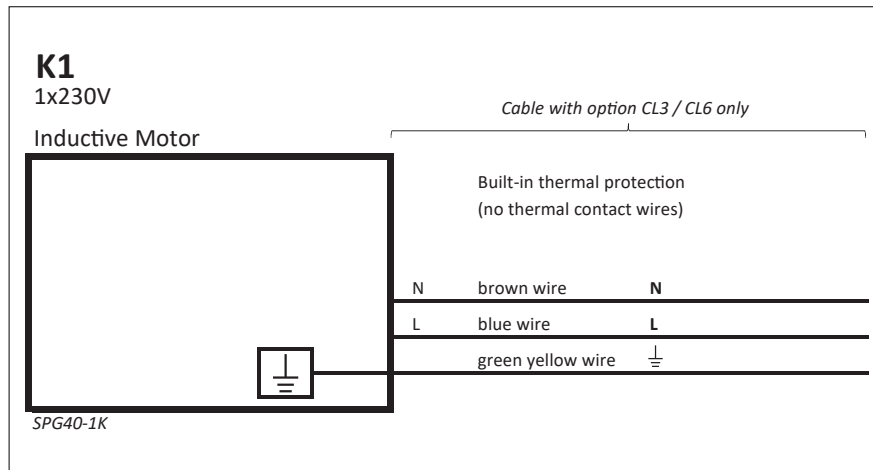 K1
1x230V
Cable with option CL3 / CL6 only
Inductive Motor
Built-in thermal protection
(no thermal contact wires)
N brown wire N
L blue wire L
green yellow wire
SPG40-1K